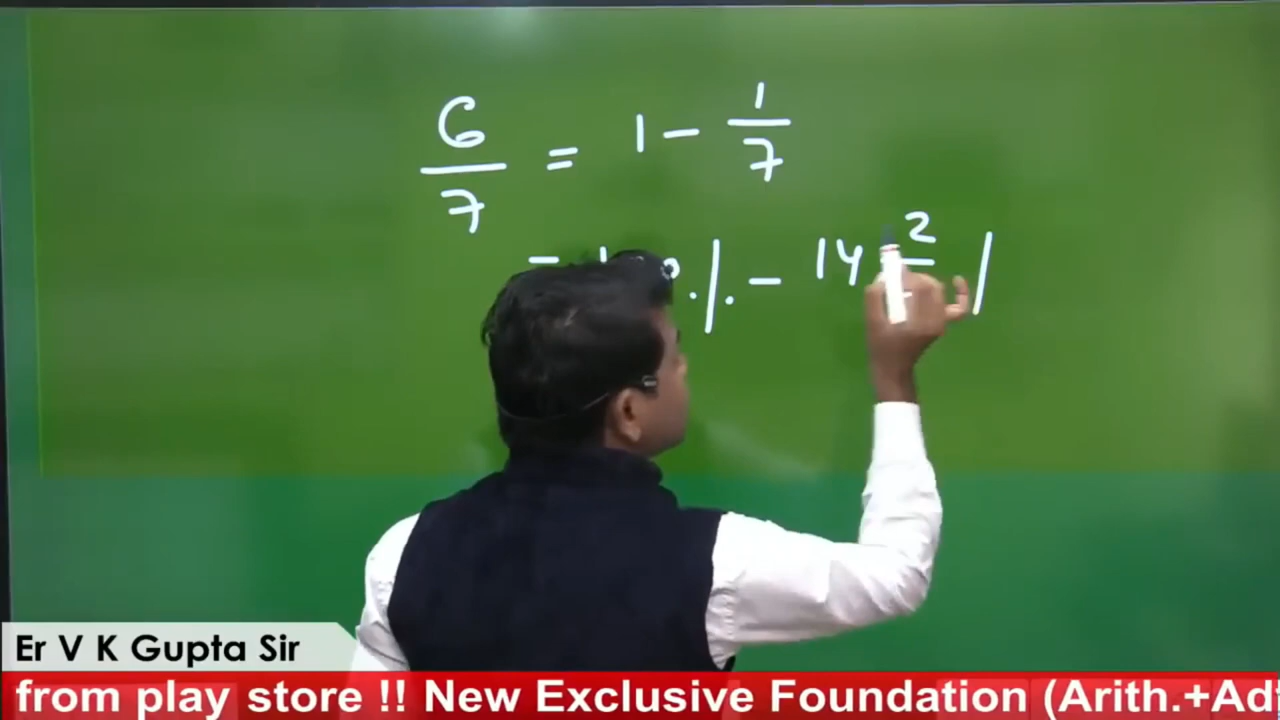 6/7 = 1 - 1/7
% - 14 2
Er V K Gupta Sir
from play store !! New Exclusive Foundation (Arith.+Ad